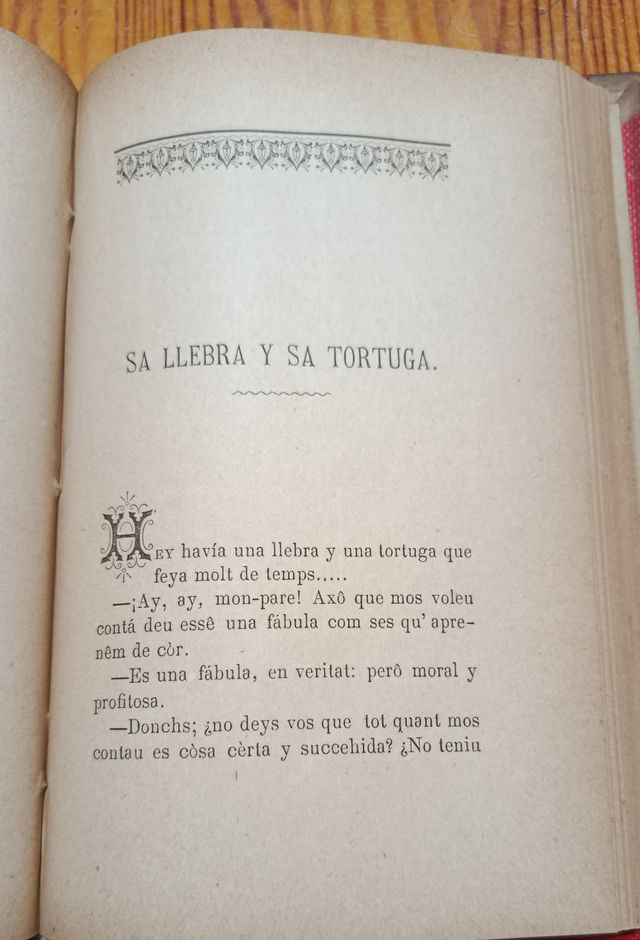 SA LLEBRA Y SA TORTUGA.
HEY havía una llebra y una tortuga que
feya molt de temps.....
—¡Ay, ay, mon-pare! Axô que mos voleu
contá deu essê una fábula com ses qu' apre-
nêm de còr.
—Es una fábula, en veritat: però moral y
profitosa.
—Donchs; ¿no deys vos que tot quant mos
contau es còsa cèrta y succehida? ¿No teniu